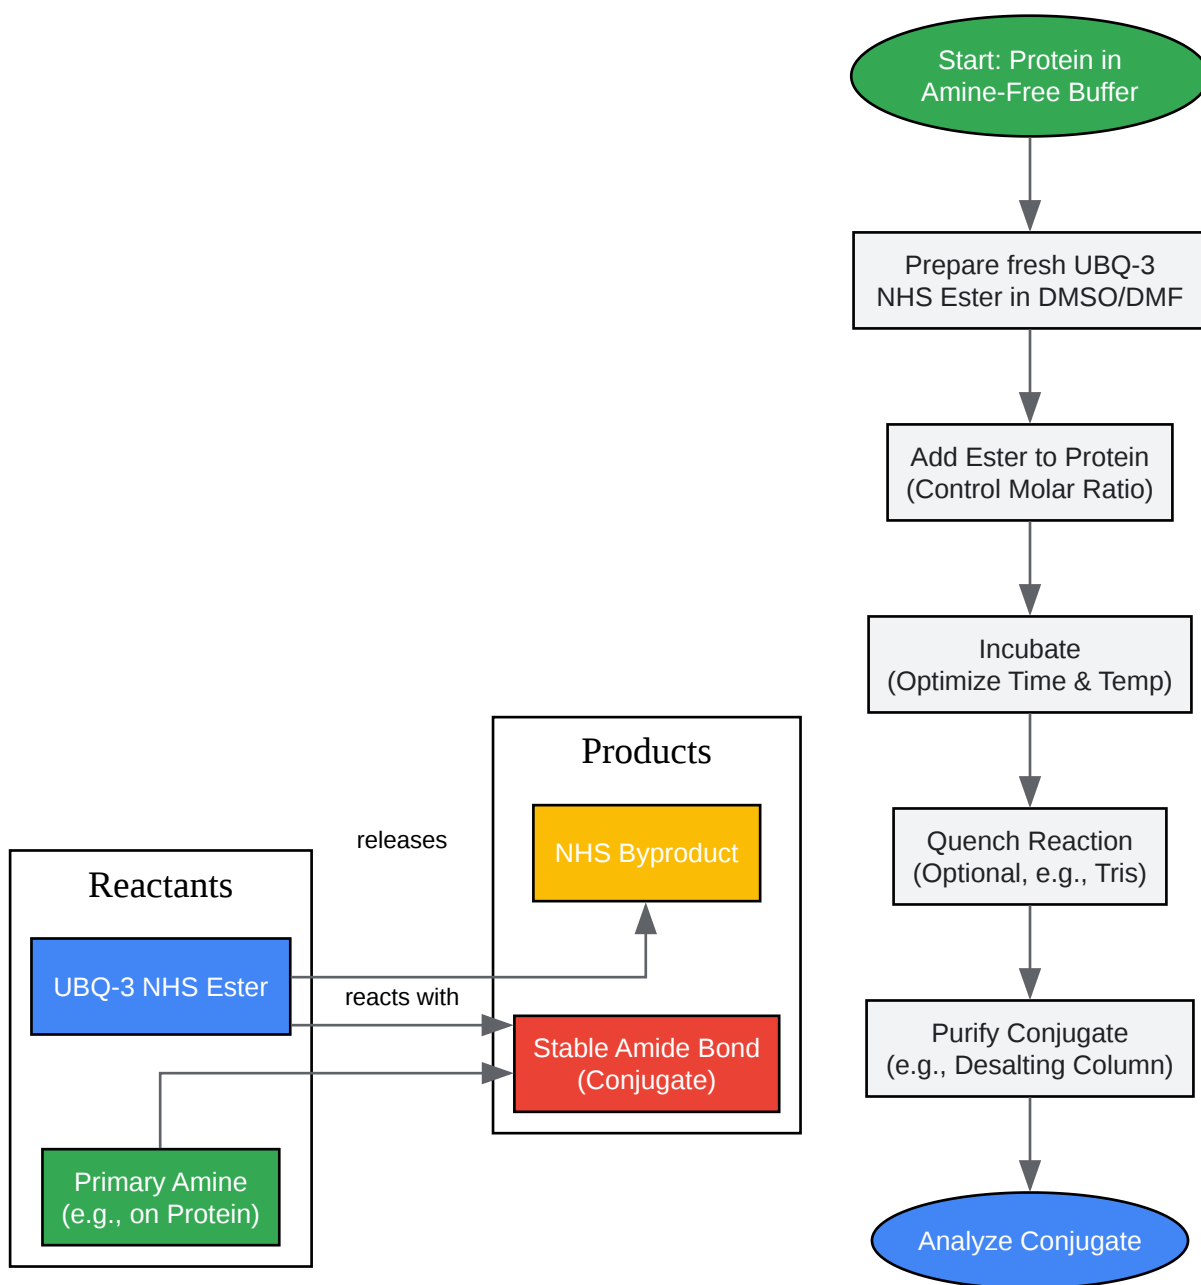 Start: Protein in
Amine-Free Buffer
Prepare fresh UBQ-3
NHS Ester in DMSO/DMF
Add Ester to Protein
(Control Molar Ratio)
Incubate
(Optimize Time & Temp)
Quench Reaction
(Optional, e.g., Tris)
Purify Conjugate
(e.g., Desalting Column)
Analyze Conjugate
Reactants
UBQ-3 NHS Ester
Primary Amine
(e.g., on Protein)
releases
reacts with
Products
NHS Byproduct
Stable Amide Bond
(Conjugate)